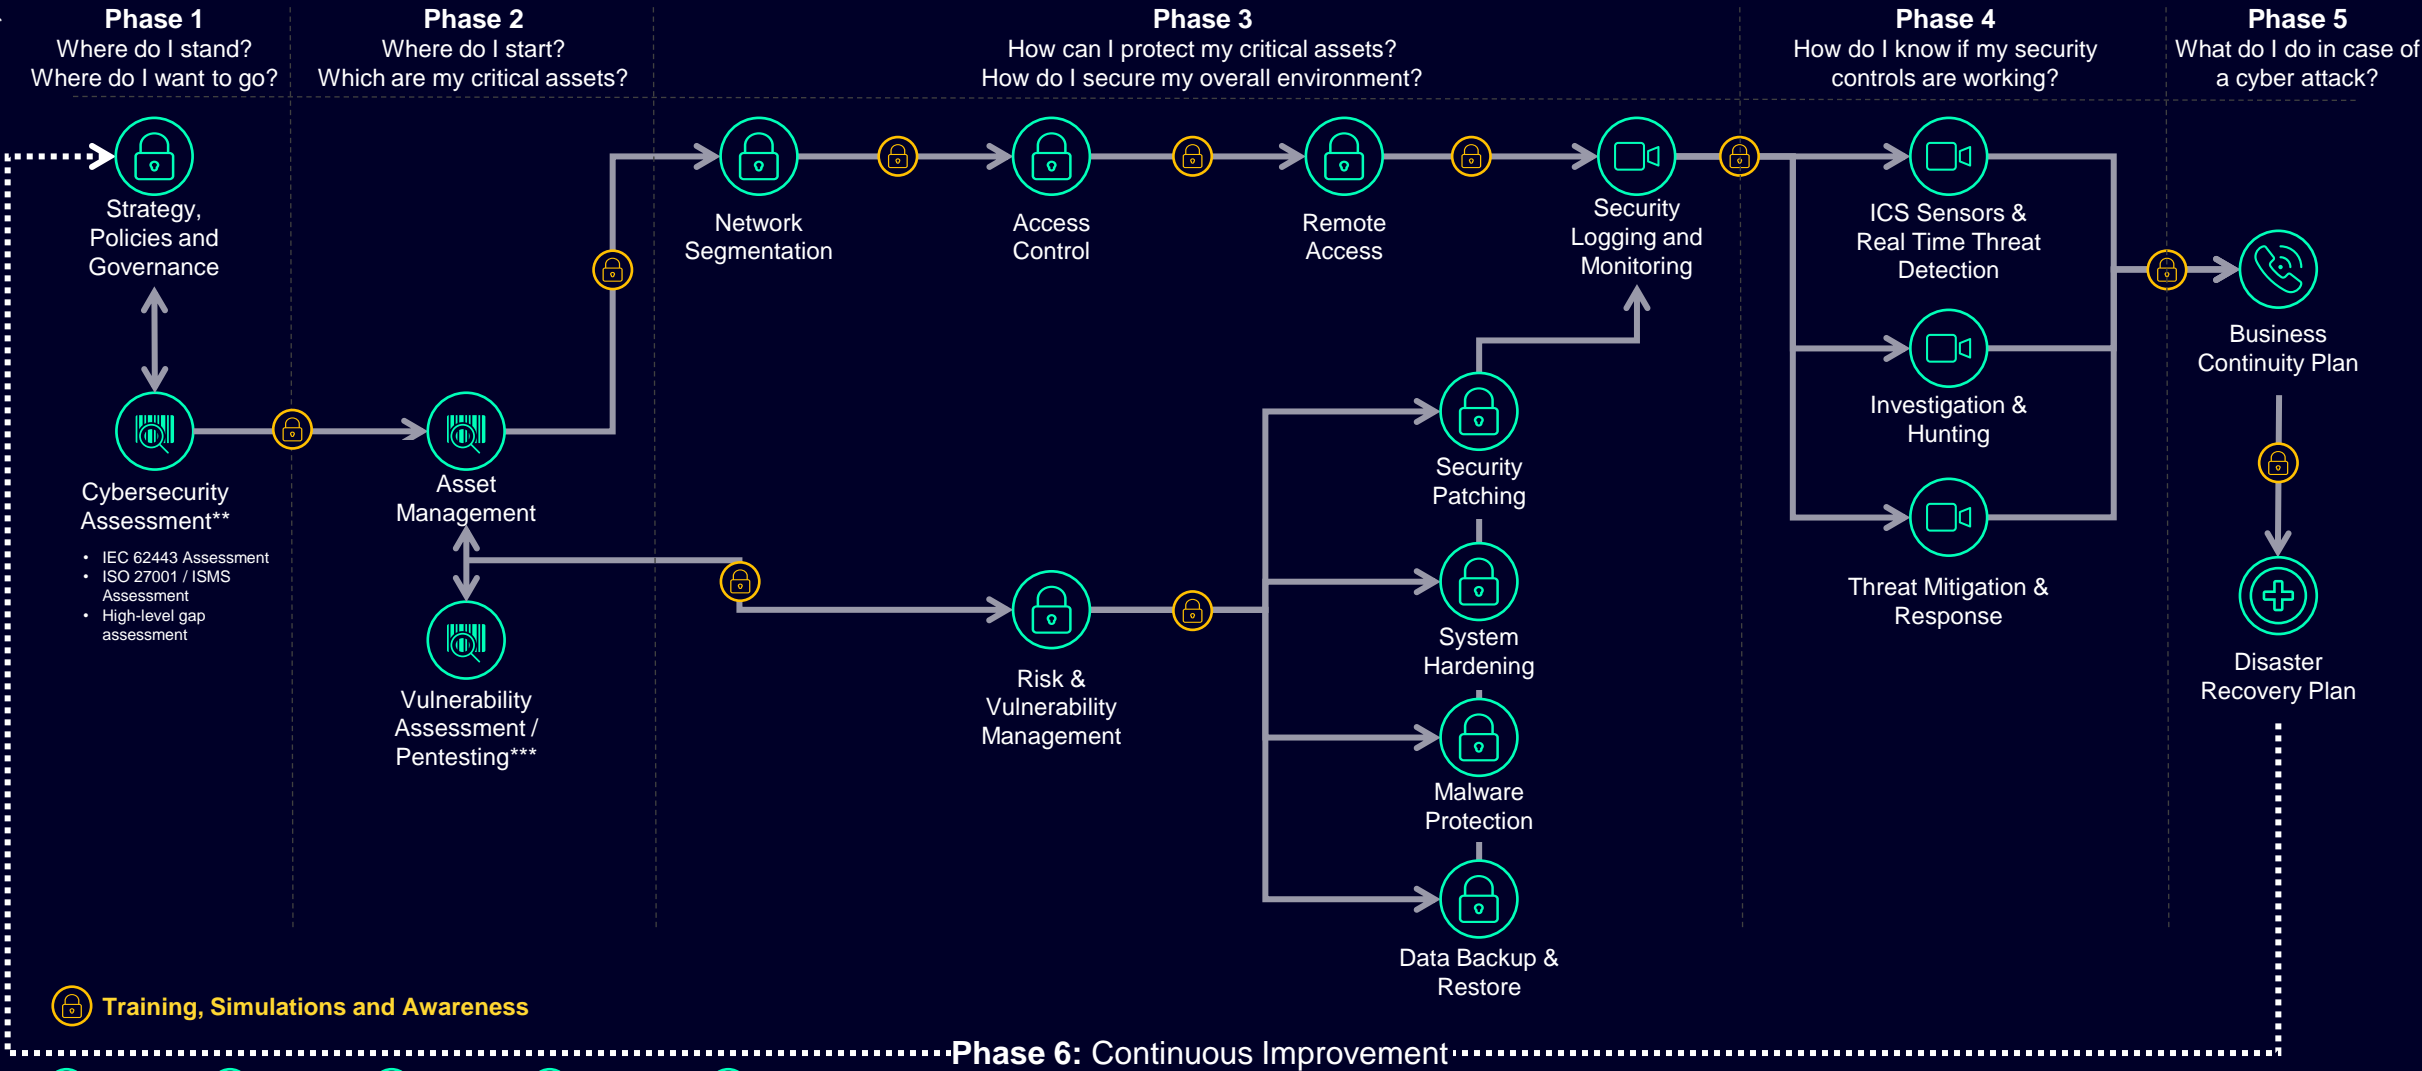 Phase 1
Where do I stand?
Where do I want to go?
Phase 2
Where do I start?
Which are my critical assets?
Phase 3
How can I protect my critical assets?
How do I secure my overall environment?
Phase 4
How do I know if my security
controls are working?
Phase 5
What do I do in case of
a cyber attack?
Strategy,
Policies and
Governance
Cybersecurity
Assessment**
• IEC 62443 Assessment
• ISO 27001 / ISMS
Assessment
• High-level gap
assessment
Asset
Management
Vulnerability
Assessment /
Pentesting***
Network
Segmentation
Access
Control
Remote
Access
Security
Logging and
Monitoring
Risk &
Vulnerability
Management
Security
Patching
System
Hardening
Malware
Protection
Data Backup &
Restore
ICS Sensors &
Real Time Threat
Detection
Investigation &
Hunting
Threat Mitigation &
Response
Business
Continuity Plan
Disaster
Recovery Plan
Training, Simulations and Awareness
Phase 6: Continuous Improvement